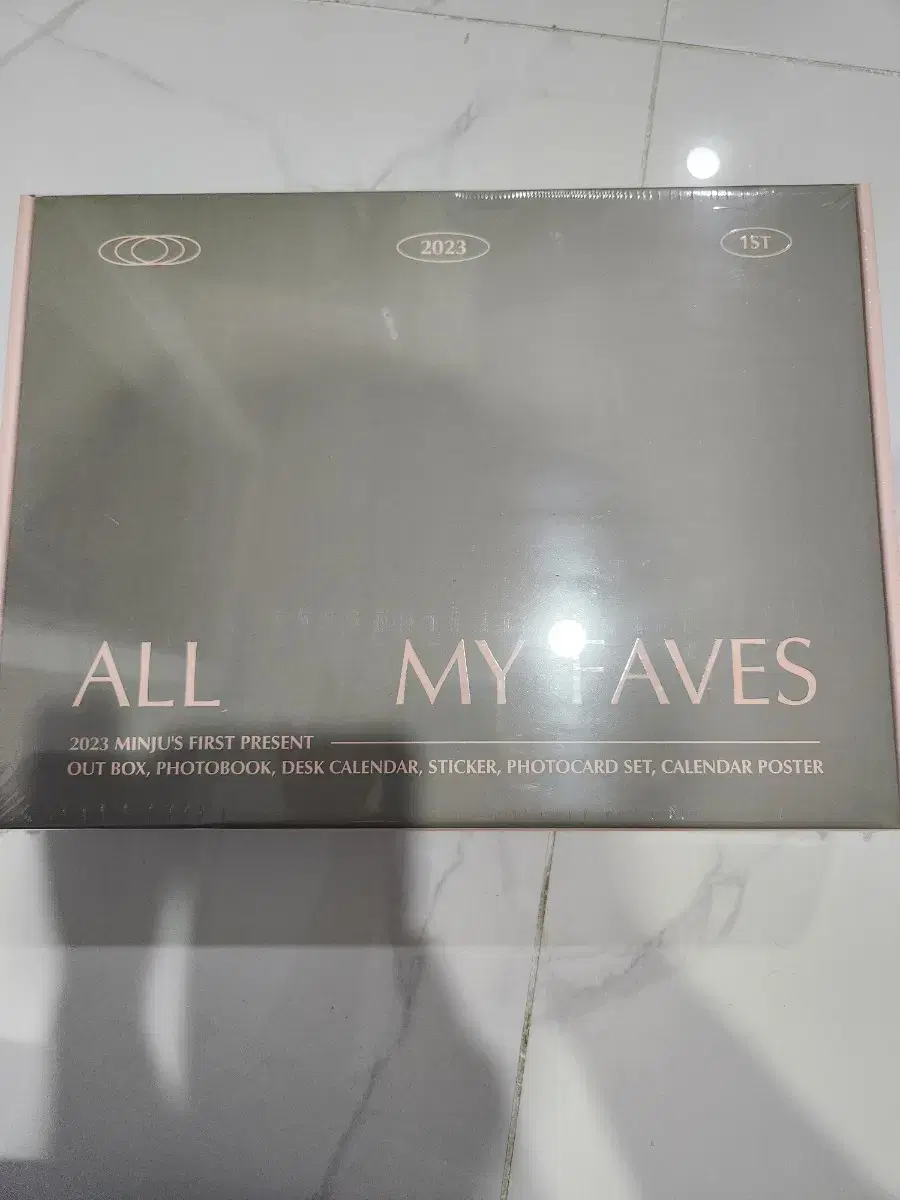 2023
1ST
ALL MY FAVES
2023 MINJU'S FIRST PRESENT
OUT BOX, PHOTOBOOK, DESK CALENDAR, STICKER, PHOTOCARD SET, CALENDAR POSTER